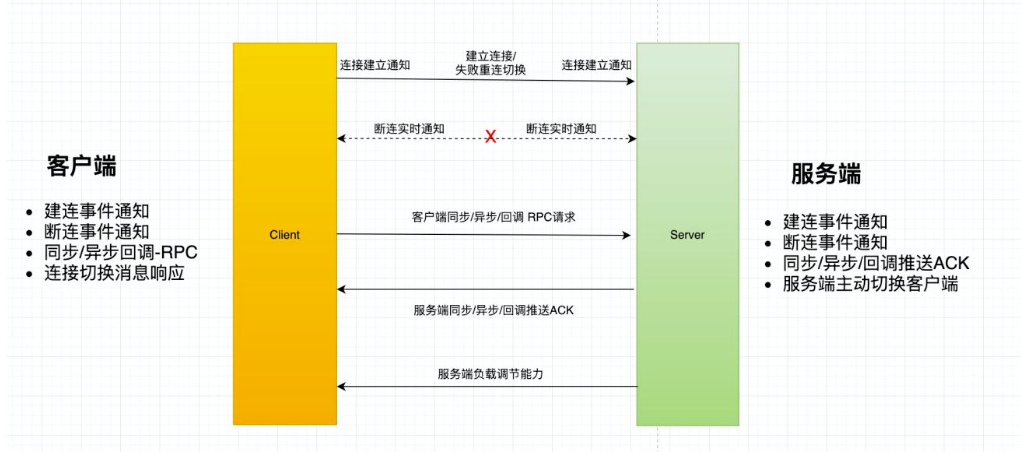 连接建立通知
建立连接/
失败重连切换
连接建立通知
断连实时通知
X
断连实时通知
客户端
建连事件通知
断连事件通知
同步/异步回调-RPC
连接切换消息响应
Client
客户端同步/异步/回调 RPC请求
服务端同步/异步/回调推送ACK
服务端负载调节能力
Server
服务端
建连事件通知
断连事件通知
同步/异步/回调推送ACK
服务端主动切换客户端